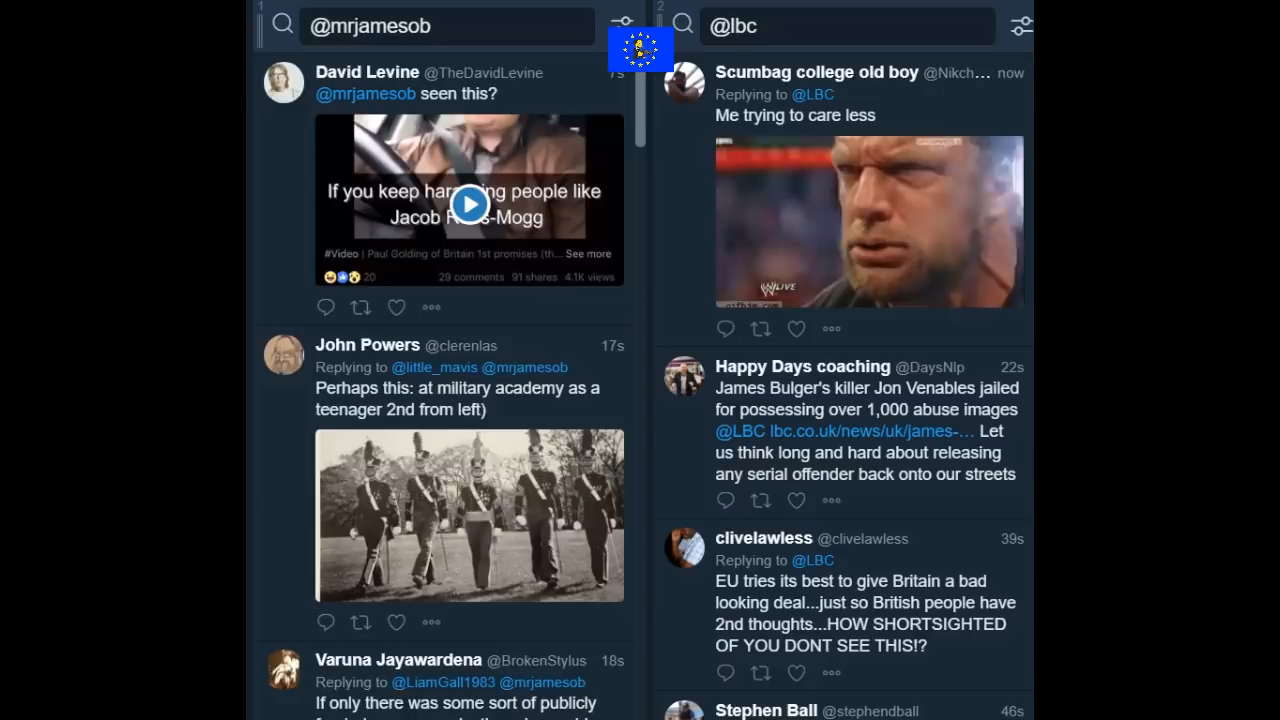 1
@mrjamesob
David Levine @TheDavidLevine 7s
@mrjamesob seen this?
If you keep harassing people like
Jacob Rees-Mogg
#Video | Paul Golding of Britain 1st promises (th... See more
20 29 comments 91 shares 4.1K views
John Powers @clerenlas 17s
Replying to @little_mavis @mrjamesob
Perhaps this: at military academy as a
teenager 2nd from left)
Varuna Jayawardena @BrokenStylus 18s
Replying to @LiamGall1983 @mrjamesob
If only there was some sort of publicly
2
@lbc
Scumbag college old boy @Nikch... now
Replying to @LBC
Me trying to care less
LIVE
gifbin.com
Happy Days coaching @DaysNlp 22s
James Bulger's killer Jon Venables jailed
for possessing over 1,000 abuse images
@LBC lbc.co.uk/news/uk/james-... Let
us think long and hard about releasing
any serial offender back onto our streets
clivelawless @clivelawless 39s
Replying to @LBC
EU tries its best to give Britain a bad
looking deal...just so British people have
2nd thoughts...HOW SHORTSIGHTED
OF YOU DONT SEE THIS!?
Stephen Ball @stephendball 46s